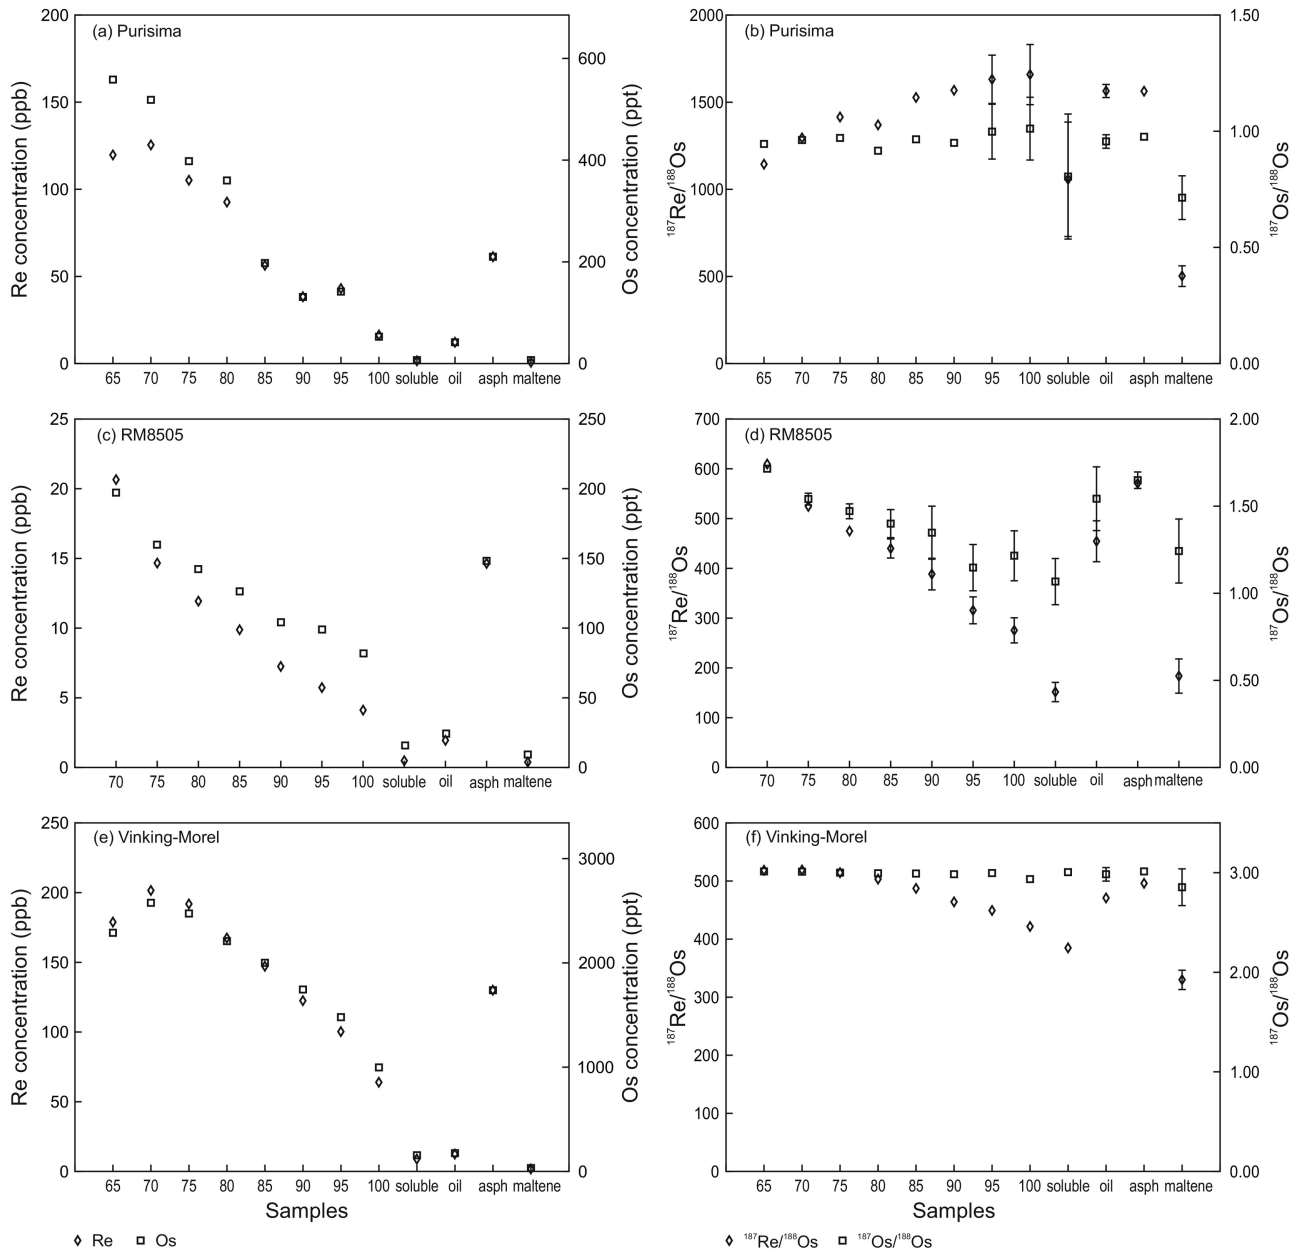 (a) Purisima
200
150
100
50
0
Re concentration (ppb)
600
400
200
0
Os concentration (ppt)
65 70 75 80 85 90 95 100 soluble oil asph maltene
(b) Purisima
2000
1500
1000
500
0
187Re/188Os
1.50
1.00
0.50
0.00
187Os/188Os
65 70 75 80 85 90 95 100 soluble oil asph maltene
(c) RM8505
25
20
15
10
5
0
Re concentration (ppb)
250
200
150
100
50
0
Os concentration (ppt)
70 75 80 85 90 95 100 soluble oil asph maltene
(d) RM8505
700
600
500
400
300
200
100
0
187Re/188Os
2.00
1.50
1.00
0.50
0.00
187Os/188Os
70 75 80 85 90 95 100 soluble oil asph maltene
(e) Vinking-Morel
250
200
150
100
50
0
Re concentration (ppb)
3000
2000
1000
0
Os concentration (ppt)
65 70 75 80 85 90 95 100 soluble oil asph maltene
Samples
Re Os
(f) Vinking-Morel
600
500
400
300
200
100
0
187Re/188Os
3.00
2.00
1.00
0.00
187Os/188Os
65 70 75 80 85 90 95 100 soluble oil asph maltene
Samples
187Re/188Os 187Os/188Os